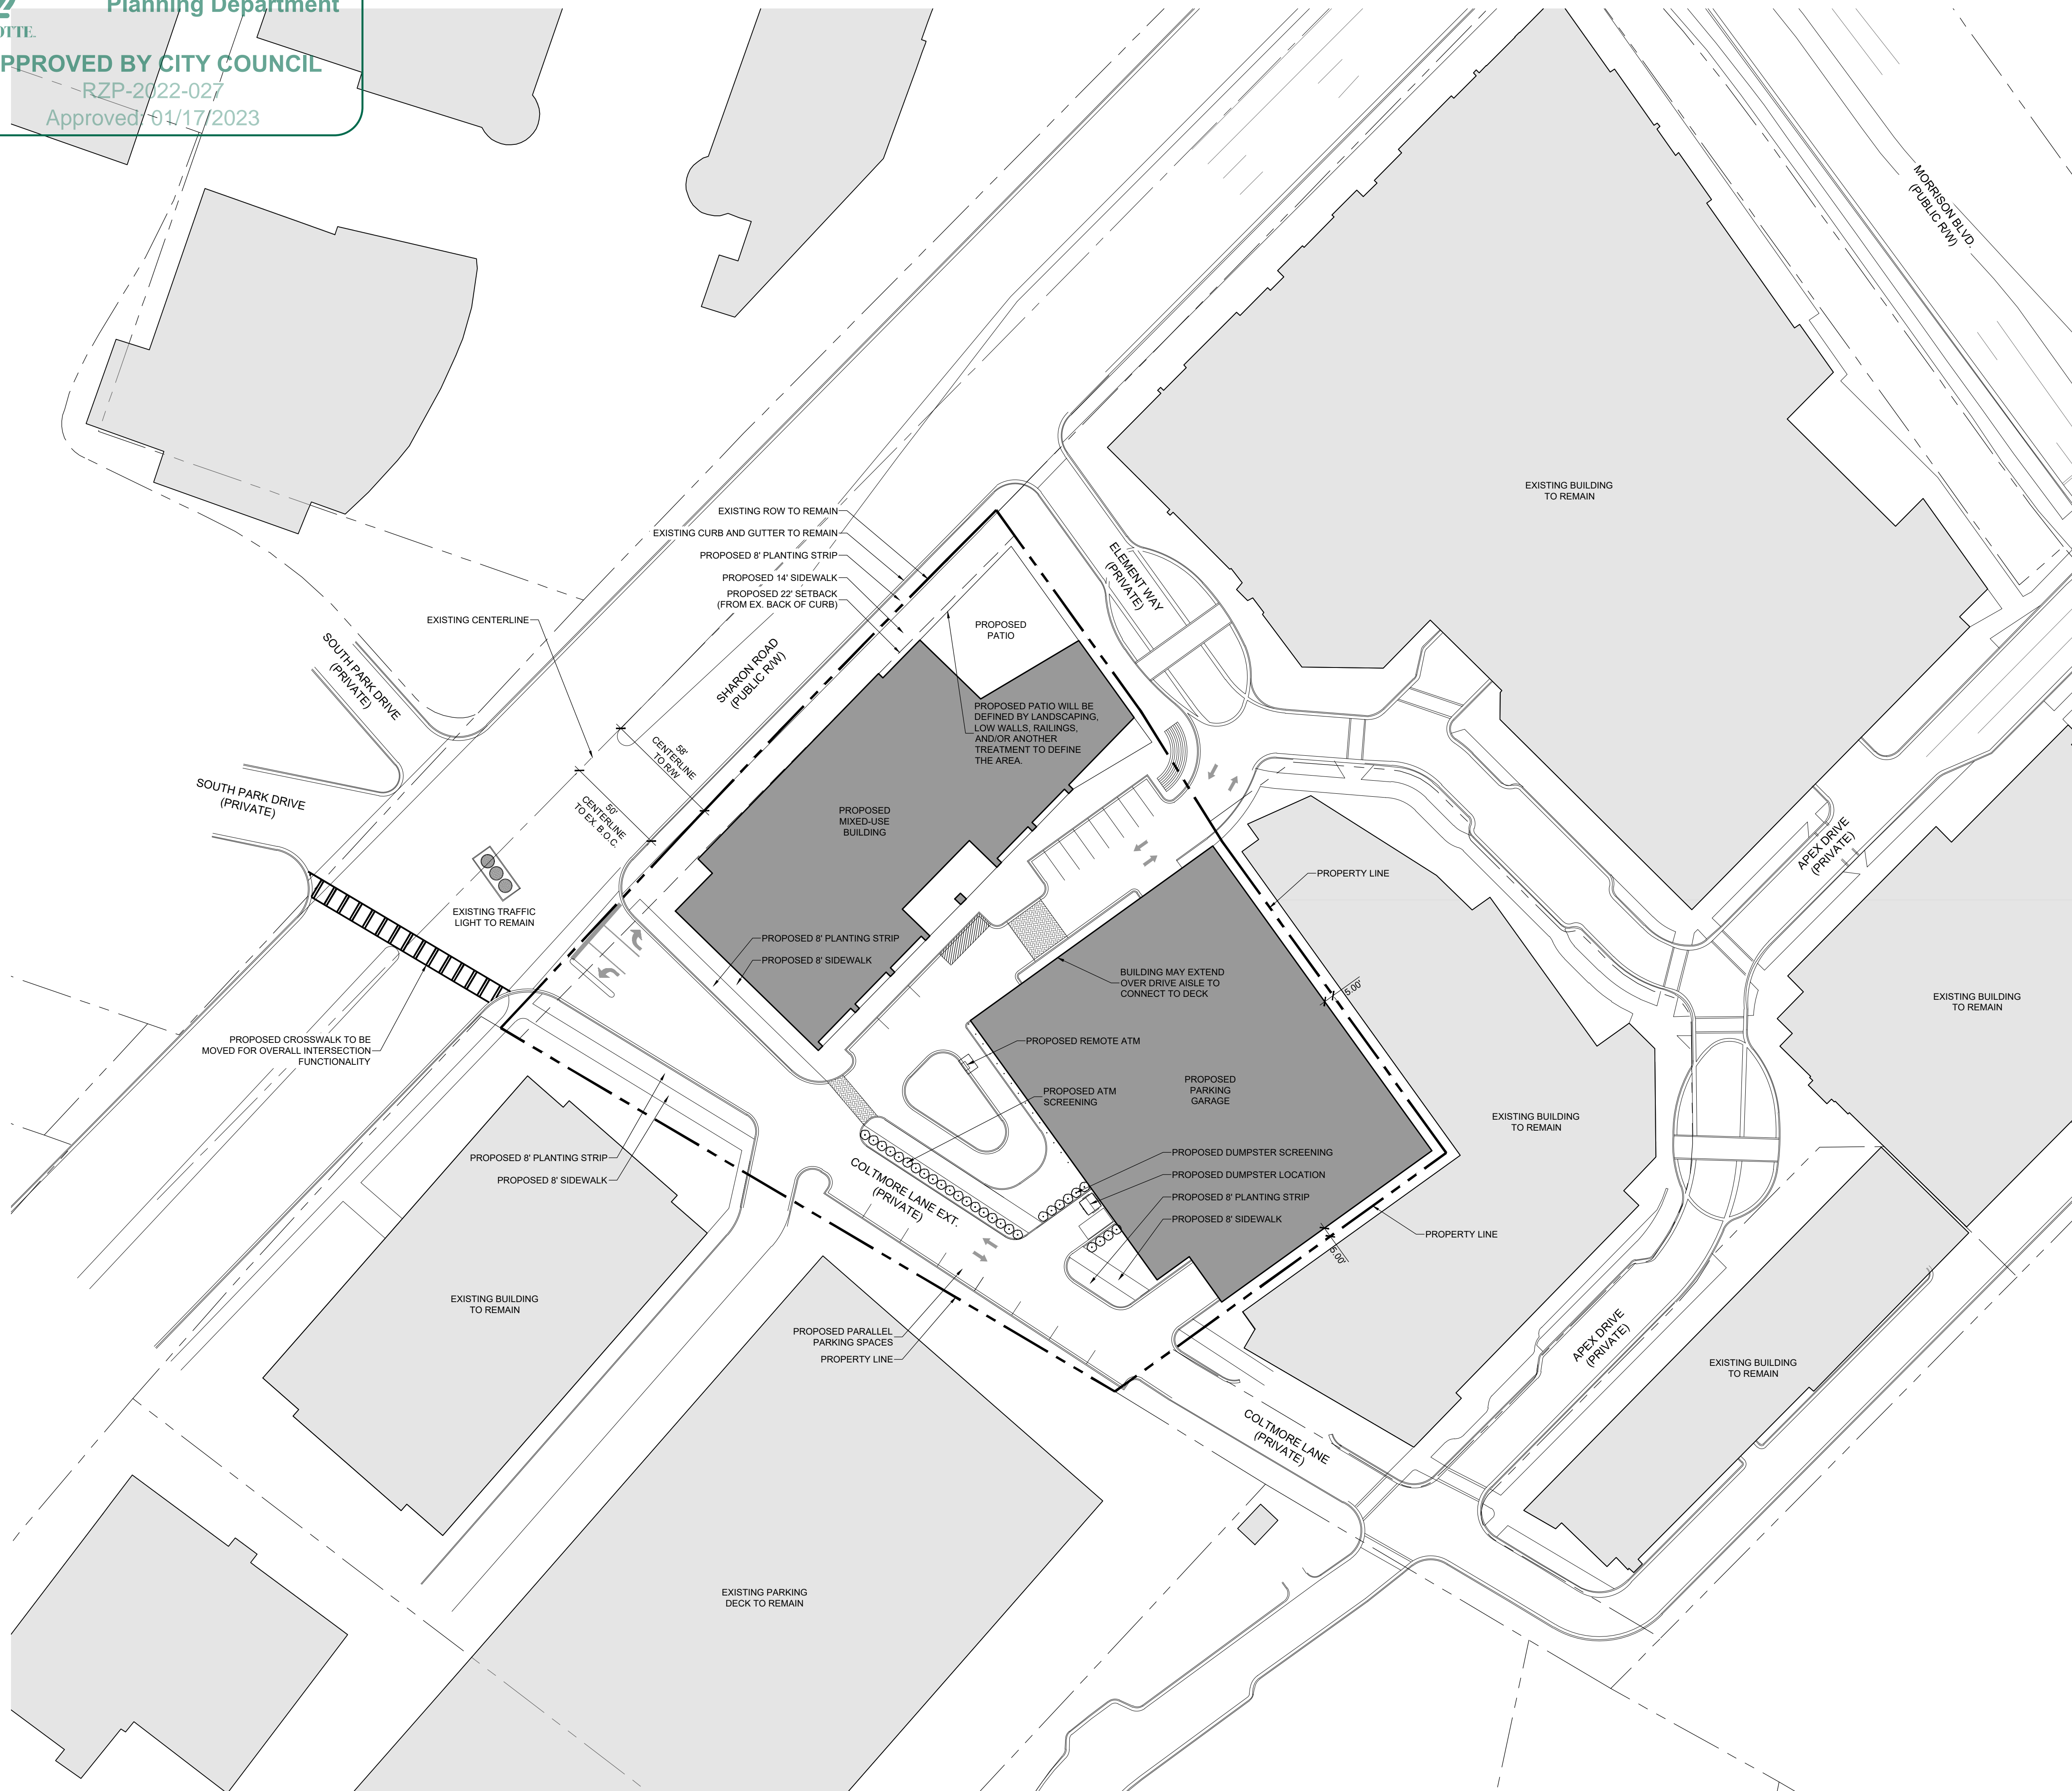 Planning Department
OTTE.
PPROVED BY CITY COUNCIL
RZP-2022-027
Approved: 01/17/2023
MORRISON BLVD.
(PUBLIC R/W)
EXISTING BUILDING
TO REMAIN
EXISTING ROW TO REMAIN
EXISTING CURB AND GUTTER TO REMAIN
PROPOSED 8' PLANTING STRIP
PROPOSED 14' SIDEWALK
PROPOSED 22' SETBACK
(FROM EX. BACK OF CURB)
EXISTING CENTERLINE
ELEMENT WAY
(PRIVATE)
PROPOSED
PATIO
SOUTH PARK DRIVE
(PRIVATE)
SHARON ROAD
(PUBLIC R/W)
PROPOSED PATIO WILL BE
DEFINED BY LANDSCAPING,
LOW WALLS, RAILINGS,
AND/OR ANOTHER
TREATMENT TO DEFINE
THE AREA.
58'
CENTERLINE
TO R/W
50'
CENTERLINE
TO EX. B.O.C.
SOUTH PARK DRIVE
(PRIVATE)
PROPOSED
MIXED-USE
BUILDING
APEX DRIVE
(PRIVATE)
PROPERTY LINE
EXISTING TRAFFIC
LIGHT TO REMAIN
PROPOSED 8' PLANTING STRIP
PROPOSED 8' SIDEWALK
BUILDING MAY EXTEND
OVER DRIVE AISLE TO
CONNECT TO DECK
5.00'
EXISTING BUILDING
TO REMAIN
PROPOSED CROSSWALK TO BE
MOVED FOR OVERALL INTERSECTION
FUNCTIONALITY
PROPOSED REMOTE ATM
PROPOSED ATM
SCREENING
PROPOSED
PARKING
GARAGE
EXISTING BUILDING
TO REMAIN
PROPOSED 8' PLANTING STRIP
PROPOSED 8' SIDEWALK
COLTMORE LANE EXT.
(PRIVATE)
PROPOSED DUMPSTER SCREENING
PROPOSED DUMPSTER LOCATION
PROPOSED 8' PLANTING STRIP
PROPOSED 8' SIDEWALK
PROPERTY LINE
5.00'
EXISTING BUILDING
TO REMAIN
PROPOSED PARALLEL
PARKING SPACES
PROPERTY LINE
APEX DRIVE
(PRIVATE)
EXISTING BUILDING
TO REMAIN
COLTMORE LANE
(PRIVATE)
EXISTING PARKING
DECK TO REMAIN